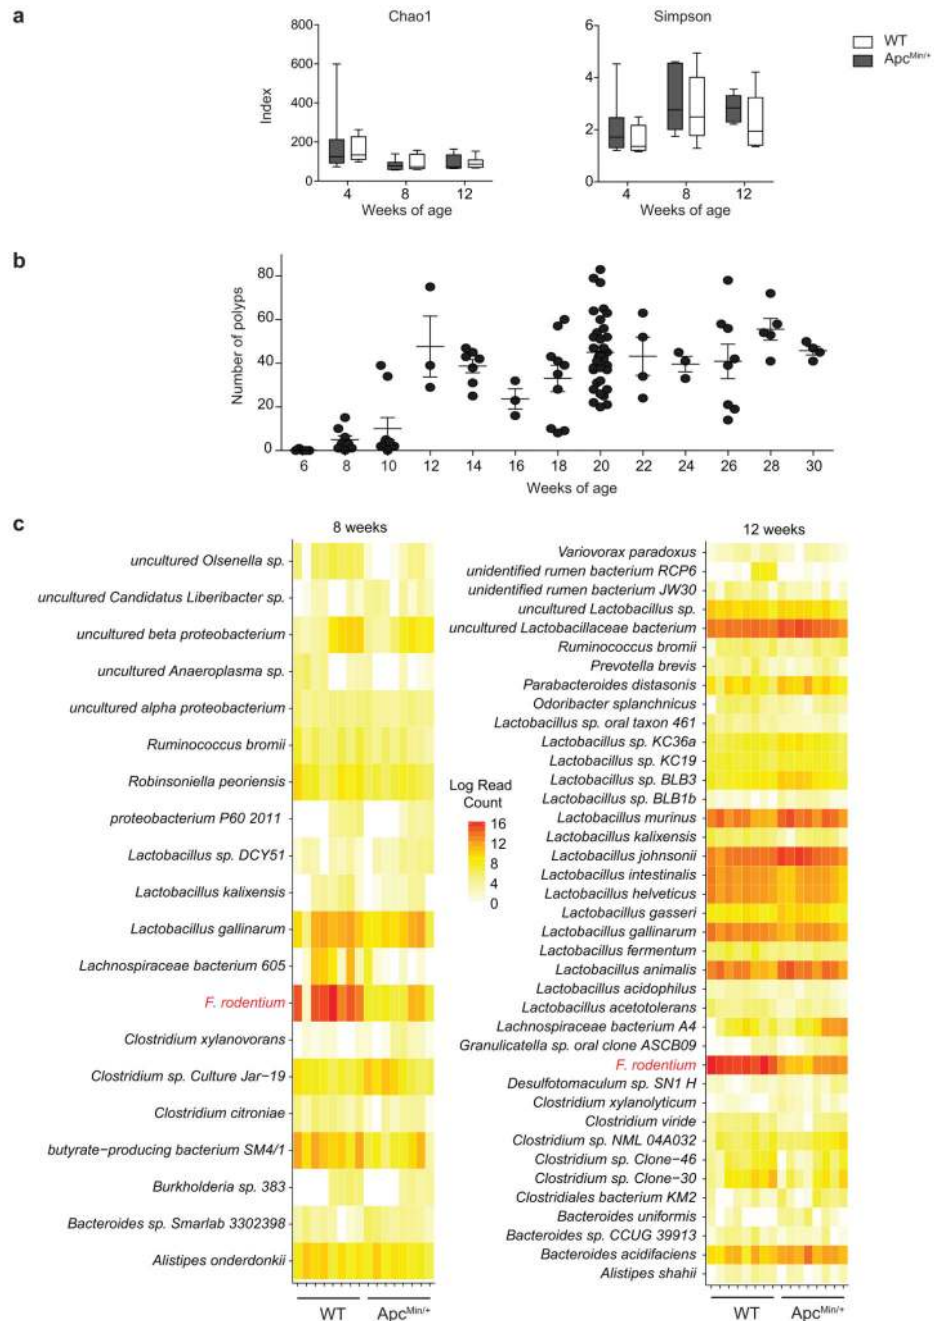 a
Chao1
Simpson
WT
Apc^Min/+
Index
800
600
400
200
0
4
8
12
Weeks of age
6
4
2
0
4
8
12
Weeks of age
b
Number of polyps
80
60
40
20
0
6
8
10
12
14
16
18
20
22
24
26
28
30
Weeks of age
c
8 weeks
uncultured Olsenella sp.
uncultured Candidatus Liberibacter sp.
uncultured beta proteobacterium
uncultured Anaeroplasma sp.
uncultured alpha proteobacterium
Ruminococcus bromii
Robinsoniella peoriensis
proteobacterium P60 2011
Lactobacillus sp. DCY51
Lactobacillus kalixensis
Lactobacillus gallinarum
Lachnospiraceae bacterium 605
F. rodentium
Clostridium xylanovorans
Clostridium sp. Culture Jar−19
Clostridium citroniae
butyrate−producing bacterium SM4/1
Burkholderia sp. 383
Bacteroides sp. Smarlab 3302398
Alistipes onderdonkii
WT
Apc^Min/+
Log Read
Count
16
12
8
4
0
12 weeks
Variovorax paradoxus
unidentified rumen bacterium RCP6
unidentified rumen bacterium JW30
uncultured Lactobacillus sp.
uncultured Lactobacillaceae bacterium
Ruminococcus bromii
Prevotella brevis
Parabacteroides distasonis
Odoribacter splanchnicus
Lactobacillus sp. oral taxon 461
Lactobacillus sp. KC36a
Lactobacillus sp. KC19
Lactobacillus sp. BLB3
Lactobacillus sp. BLB1b
Lactobacillus murinus
Lactobacillus kalixensis
Lactobacillus johnsonii
Lactobacillus intestinalis
Lactobacillus helveticus
Lactobacillus gasseri
Lactobacillus gallinarum
Lactobacillus fermentum
Lactobacillus animalis
Lactobacillus acidophilus
Lactobacillus acetotolerans
Lachnospiraceae bacterium A4
Granulicatella sp. oral clone ASCB09
F. rodentium
Desulfotomaculum sp. SN1 H
Clostridium xylanolyticum
Clostridium viride
Clostridium sp. NML 04A032
Clostridium sp. Clone−46
Clostridium sp. Clone−30
Clostridiales bacterium KM2
Bacteroides uniformis
Bacteroides sp. CCUG 39913
Bacteroides acidifaciens
Alistipes shahii
WT
Apc^Min/+